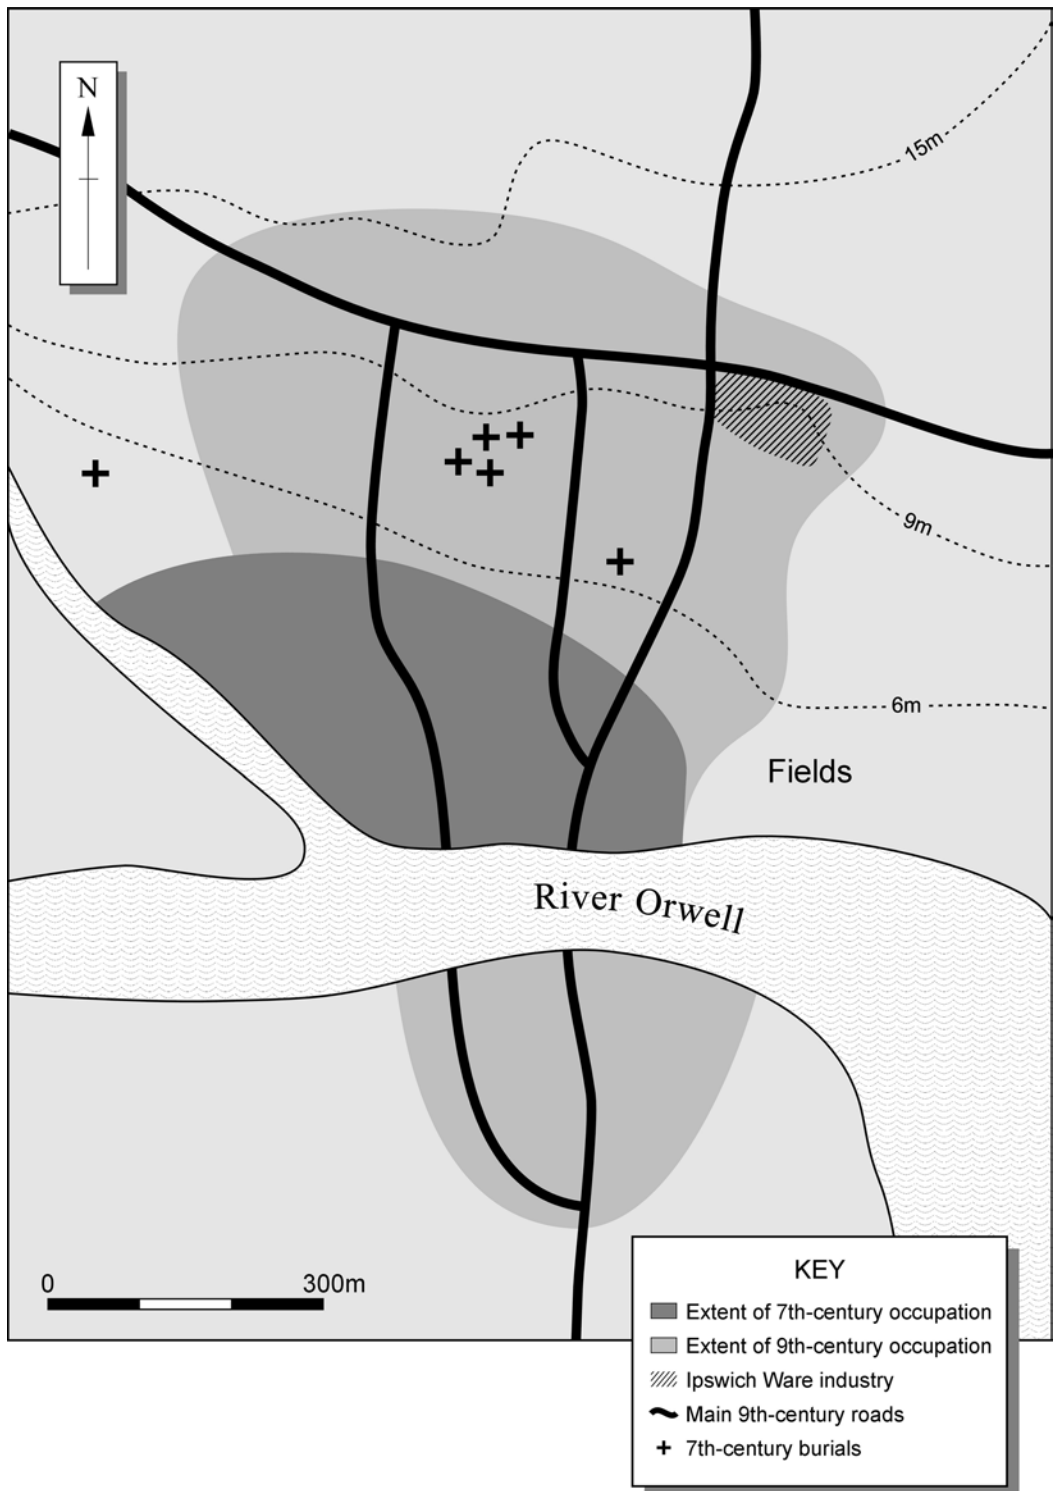 N
15m
9m
6m
Fields
River Orwell
0 300m
KEY
Extent of 7th-century occupation
Extent of 9th-century occupation
Ipswich Ware industry
Main 9th-century roads
7th-century burials